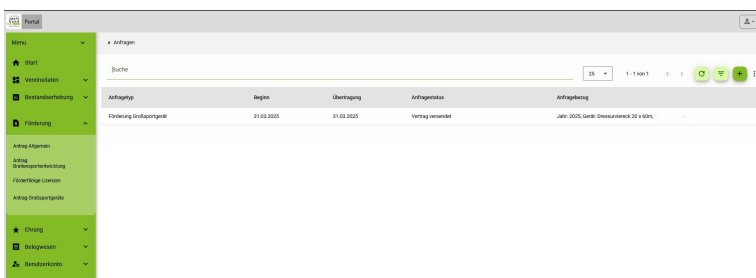 Portal
Menu
Anfragen
Start
Suche
25
1 - 1 von 1
Vereinsdaten
Bestandserhebung
Anfragetyp Beginn Übertragung Anfragestatus Anfragebezug
Förderung Großsportgerät 31.03.2025 31.03.2025 Vertrag versendet Jahr: 2025, Gerät: Dressurviereck 20 x 60m,
Förderung
Antrag Allgemein
Antrag
Breitensportentwicklung
Förderfähige Lizenzen
Antrag Großsportgeräte
Ehrung
Belegwesen
Benutzerkonto